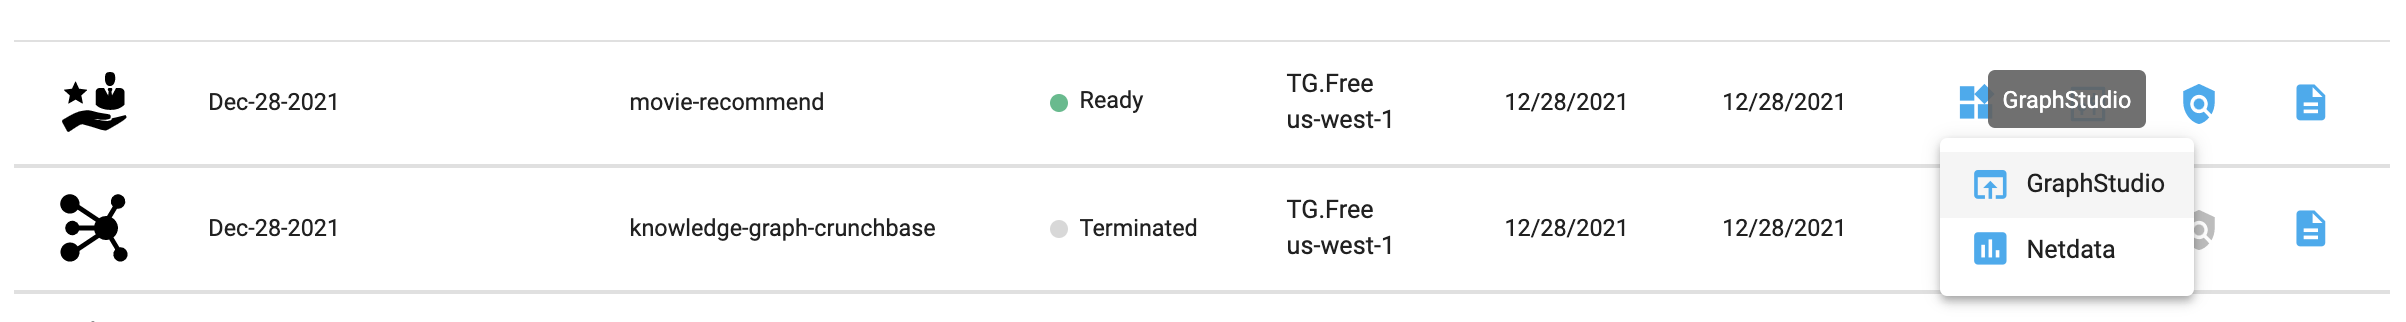 Dec-28-2021
movie-recommend
Ready
TG.Free
us-west-1
12/28/2021
12/28/2021
GraphStudio
GraphStudio
Netdata
Dec-28-2021
knowledge-graph-crunchbase
Terminated
TG.Free
us-west-1
12/28/2021
12/28/2021